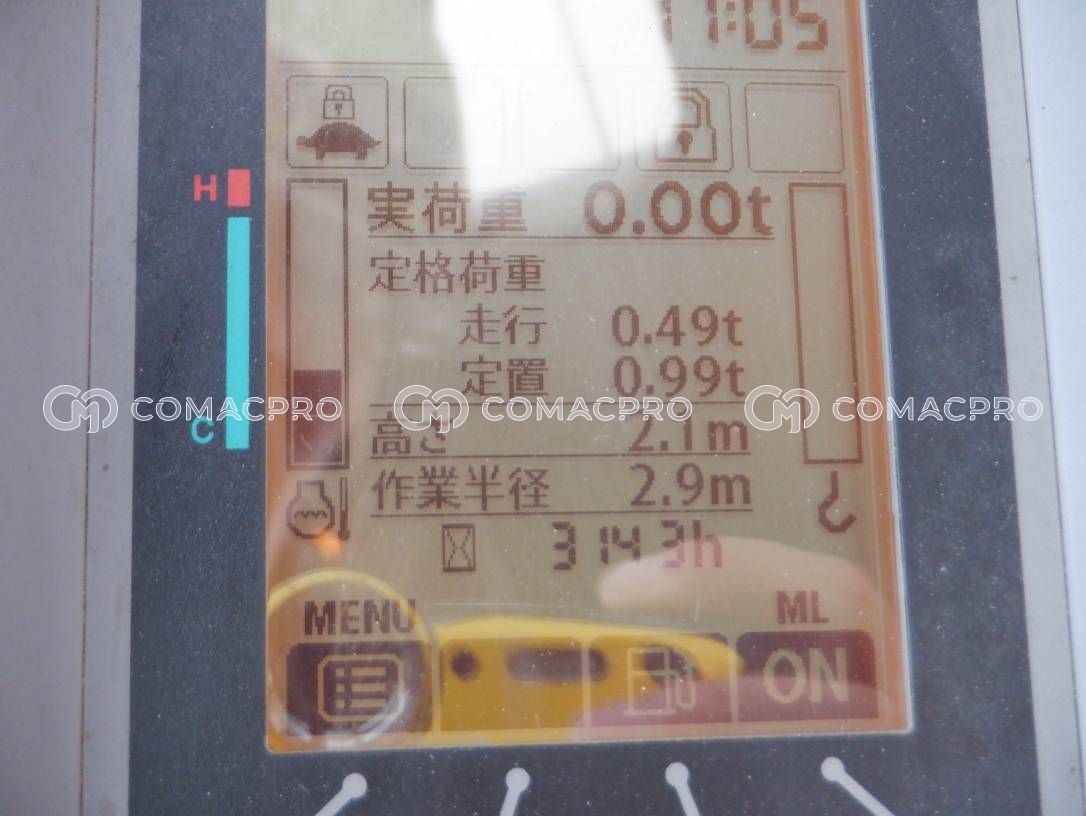 11:05
H
実荷重 0.00t
定格荷重
走行 0.49t
定置 0.99t
COMACPRO COMACPRO COMACPRO
C
高さ 2.1m
作業半径 2.9m
3143h
MENU ML
ON